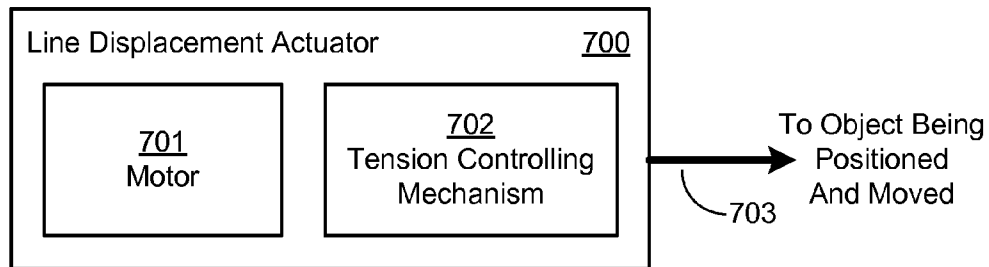 Line Displacement Actuator 700
701
Motor
702
Tension Controlling
Mechanism
To Object Being
Positioned
And Moved
703